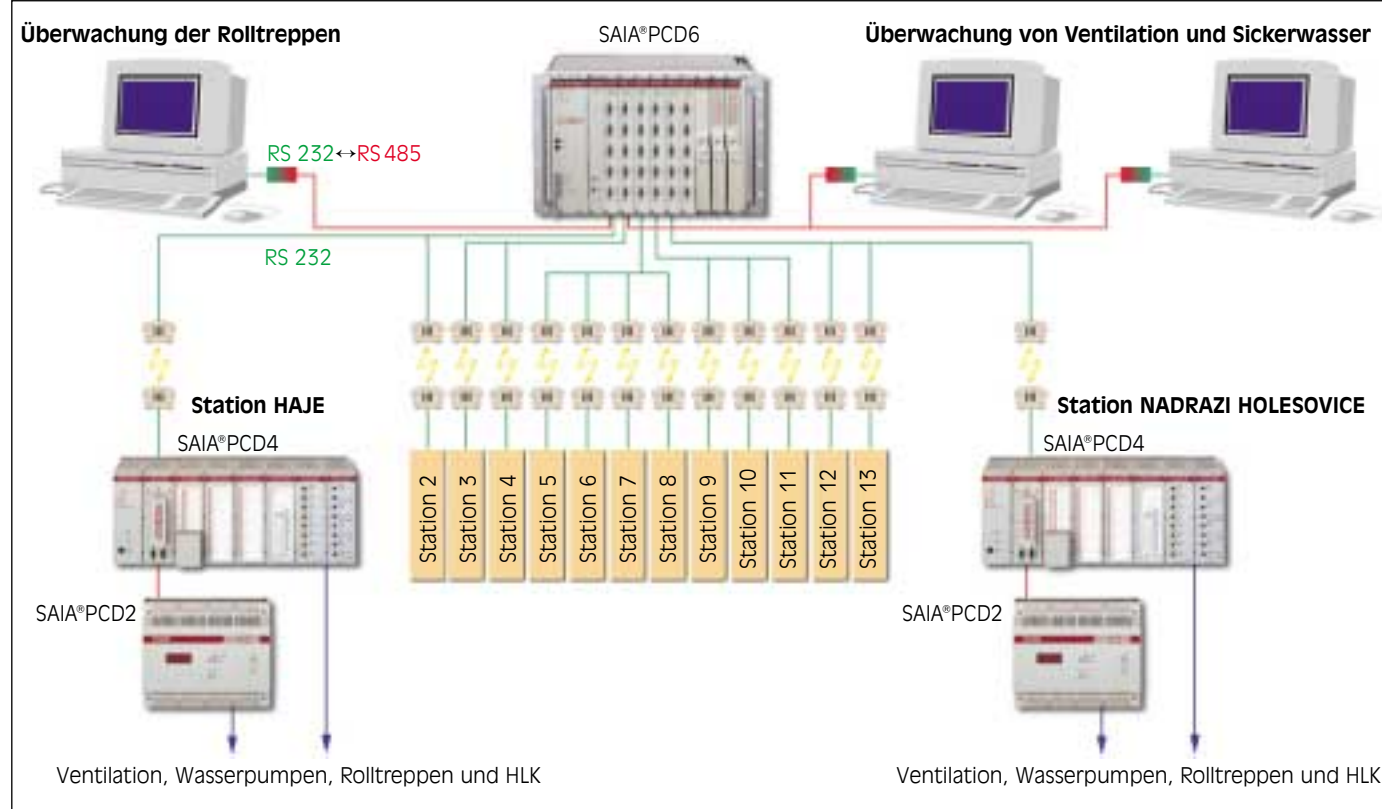 Überwachung der Rolltreppen
SAIA®PCD6
Überwachung von Ventilation und Sickerwasser
RS 232↔RS 485
RS 232
Station HAJE
SAIA®PCD4
Station 2
Station 3
Station 4
Station 5
Station 6
Station 7
Station 8
Station 9
Station 10
Station 11
Station 12
Station 13
Station NADRAZI HOLESOVICE
SAIA®PCD4
SAIA®PCD2
SAIA®PCD2
Ventilation, Wasserpumpen, Rolltreppen und HLK
Ventilation, Wasserpumpen, Rolltreppen und HLK